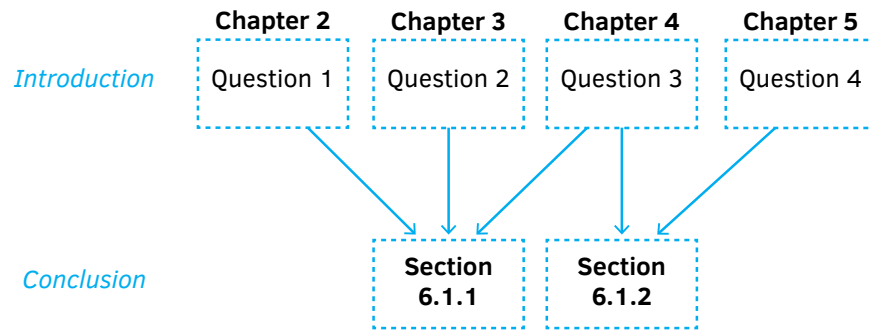 Chapter 2 Chapter 3 Chapter 4 Chapter 5
Introduction Question 1 Question 2 Question 3 Question 4
Section Section
Conclusion
6.1.1 6.1.2